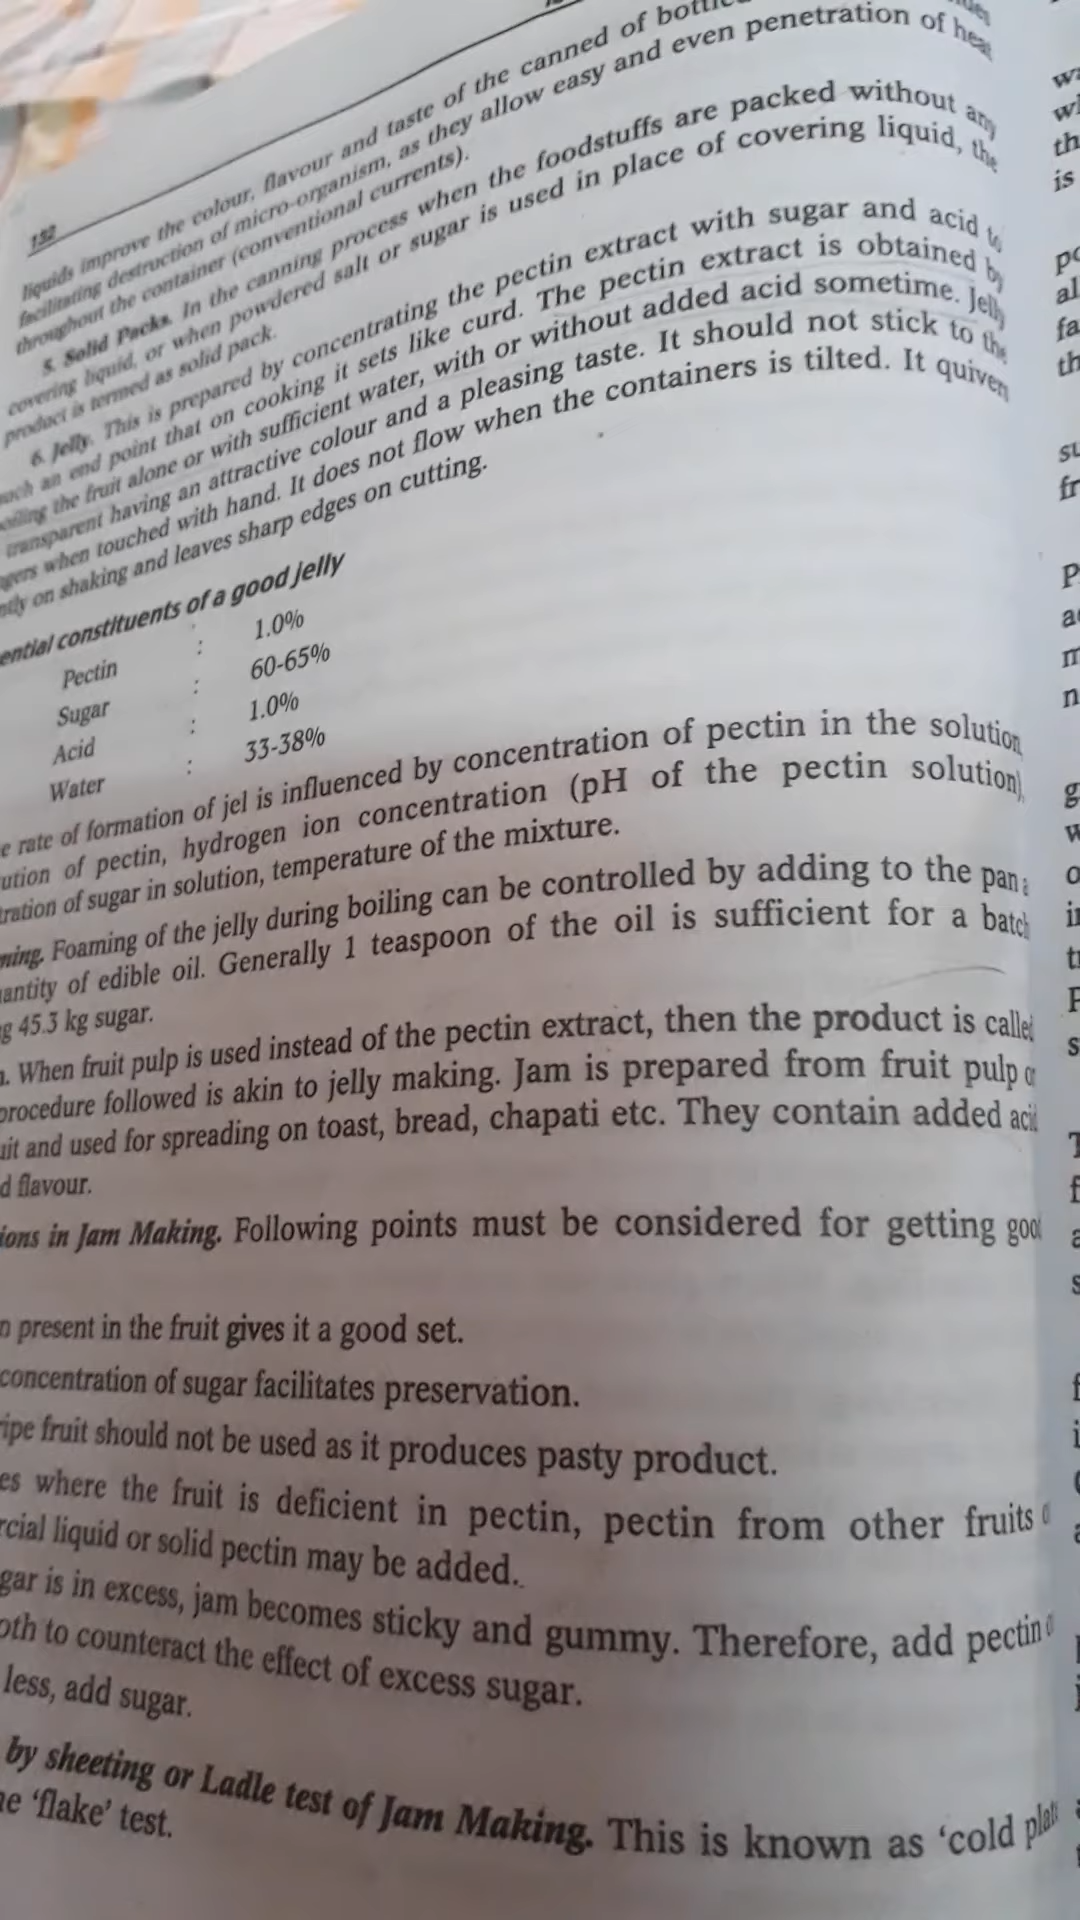 152
liquids improve the colour, flavour and taste of the canned of
facilitating destruction of micro-organism, as they allow easy and even penetration of heat
throughout the container (conventional currents).
5. Solid Packs. In the canning process when the foodstuffs are packed without any
covering liquid, or when powdered salt or sugar is used in place of covering liquid, the
product is termed as solid pack.
6. Jelly. This is prepared by concentrating the pectin extract with sugar and acid to
such an end point that on cooking it sets like curd. The pectin extract is obtained by
oiling the fruit alone or with sufficient water, with or without added acid sometime. Jelly
transparent having an attractive colour and a pleasing taste. It should not stick to the
gers when touched with hand. It does not flow when the containers is tilted. It quivers
ntly on shaking and leaves sharp edges on cutting.
ential constituents of a good jelly
Pectin : 1.0%
Sugar : 60-65%
Acid : 1.0%
Water : 33-38%
e rate of formation of jel is influenced by concentration of pectin in the solution
ution of pectin, hydrogen ion concentration (pH of the pectin solution),
tration of sugar in solution, temperature of the mixture.
ming. Foaming of the jelly during boiling can be controlled by adding to the pan a
uantity of edible oil. Generally 1 teaspoon of the oil is sufficient for a batch
g 45.3 kg sugar.
. When fruit pulp is used instead of the pectin extract, then the product is called
procedure followed is akin to jelly making. Jam is prepared from fruit pulp or
uit and used for spreading on toast, bread, chapati etc. They contain added acid
d flavour.
ions in Jam Making. Following points must be considered for getting good
n present in the fruit gives it a good set.
concentration of sugar facilitates preservation.
ripe fruit should not be used as it produces pasty product.
es where the fruit is deficient in pectin, pectin from other fruits
rcial liquid or solid pectin may be added.
gar is in excess, jam becomes sticky and gummy. Therefore, add pectin
oth to counteract the effect of excess sugar.
less, add sugar.
by sheeting or Ladle test of Jam Making. This is known as 'cold plate
he 'flake' test.